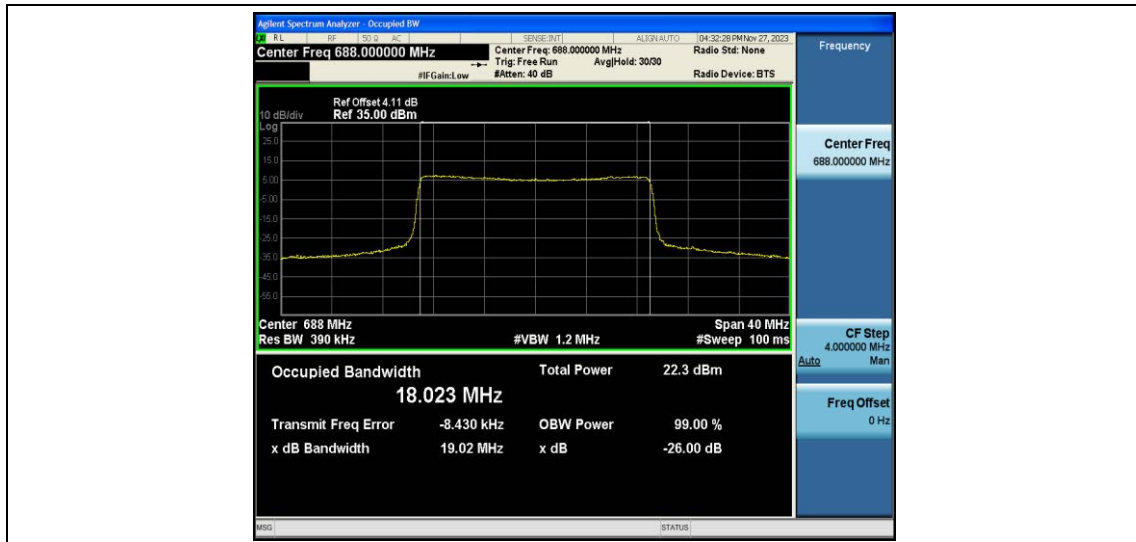 Agilent Spectrum Analyzer - Occupied BW
RL RF 50 Ω AC SENSE:INT ALIGN AUTO 04:32:28 PM Nov 27, 2023
Center Freq 688.000000 MHz Center Freq: 688.000000 MHz Radio Std: None
Trig: Free Run Avg|Hold: 30/30
#IFGain:Low #Atten: 40 dB Radio Device: BTS
Frequency
Ref Offset 4.11 dB
10 dB/div Ref 35.00 dBm
Log
25.0
15.0
5.00
-5.00
-15.0
-25.0
-35.0
-45.0
-55.0
Center 688 MHz Span 40 MHz
Res BW 390 kHz #VBW 1.2 MHz #Sweep 100 ms
Center Freq
688.000000 MHz
CF Step
4.000000 MHz
Auto Man
Freq Offset
0 Hz
Occupied Bandwidth Total Power 22.3 dBm
18.023 MHz
Transmit Freq Error -8.430 kHz OBW Power 99.00 %
x dB Bandwidth 19.02 MHz x dB -26.00 dB
MSG STATUS